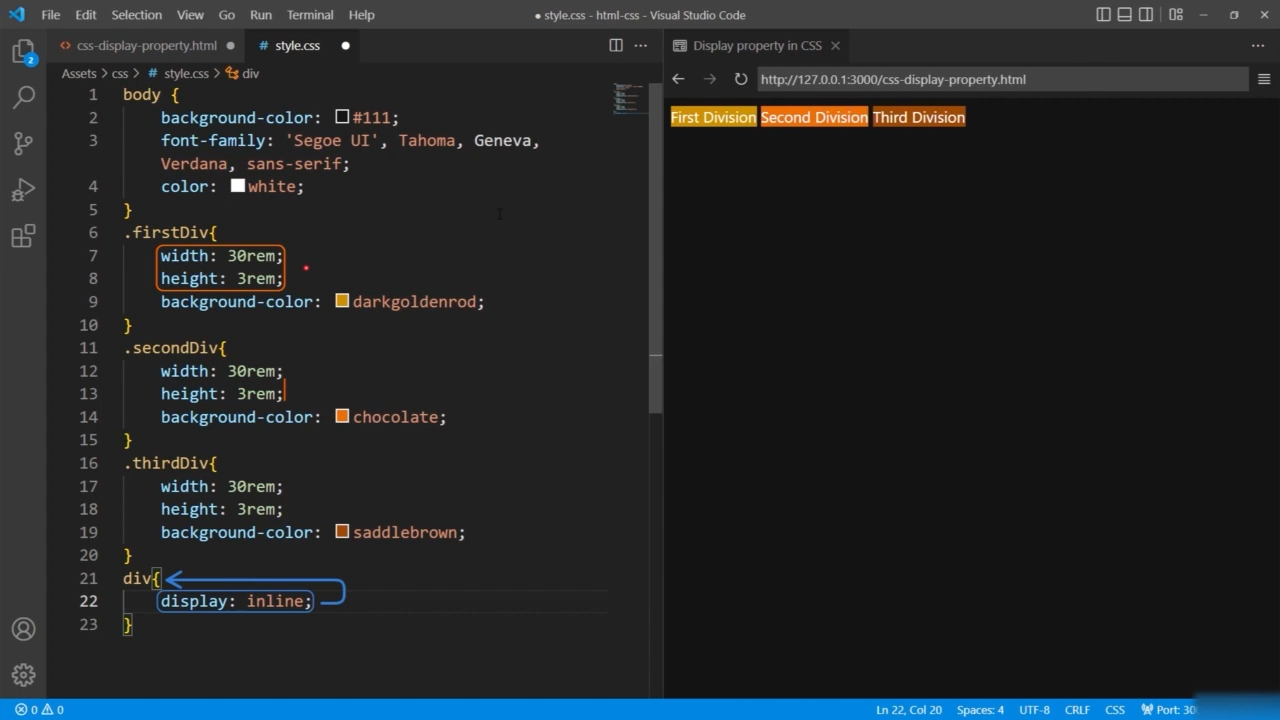 File Edit Selection View Go Run Terminal Help ● style.css - html-css - Visual Studio Code
css-display-property.html ● # style.css ●
Display property in CSS
Assets > css > # style.css > div
http://127.0.0.1:3000/css-display-property.html
2
1 body {
2 background-color: #111;
3 font-family: 'Segoe UI', Tahoma, Geneva,
Verdana, sans-serif;
4 color: white;
5 }
6 .firstDiv{
7 width: 30rem;
8 height: 3rem;
9 background-color: darkgoldenrod;
10 }
11 .secondDiv{
12 width: 30rem;
13 height: 3rem;
14 background-color: chocolate;
15 }
16 .thirdDiv{
17 width: 30rem;
18 height: 3rem;
19 background-color: saddlebrown;
20 }
21 div{
22 display: inline;
23 }
First Division Second Division Third Division
0 0 Ln 22, Col 20 Spaces: 4 UTF-8 CRLF CSS Port: